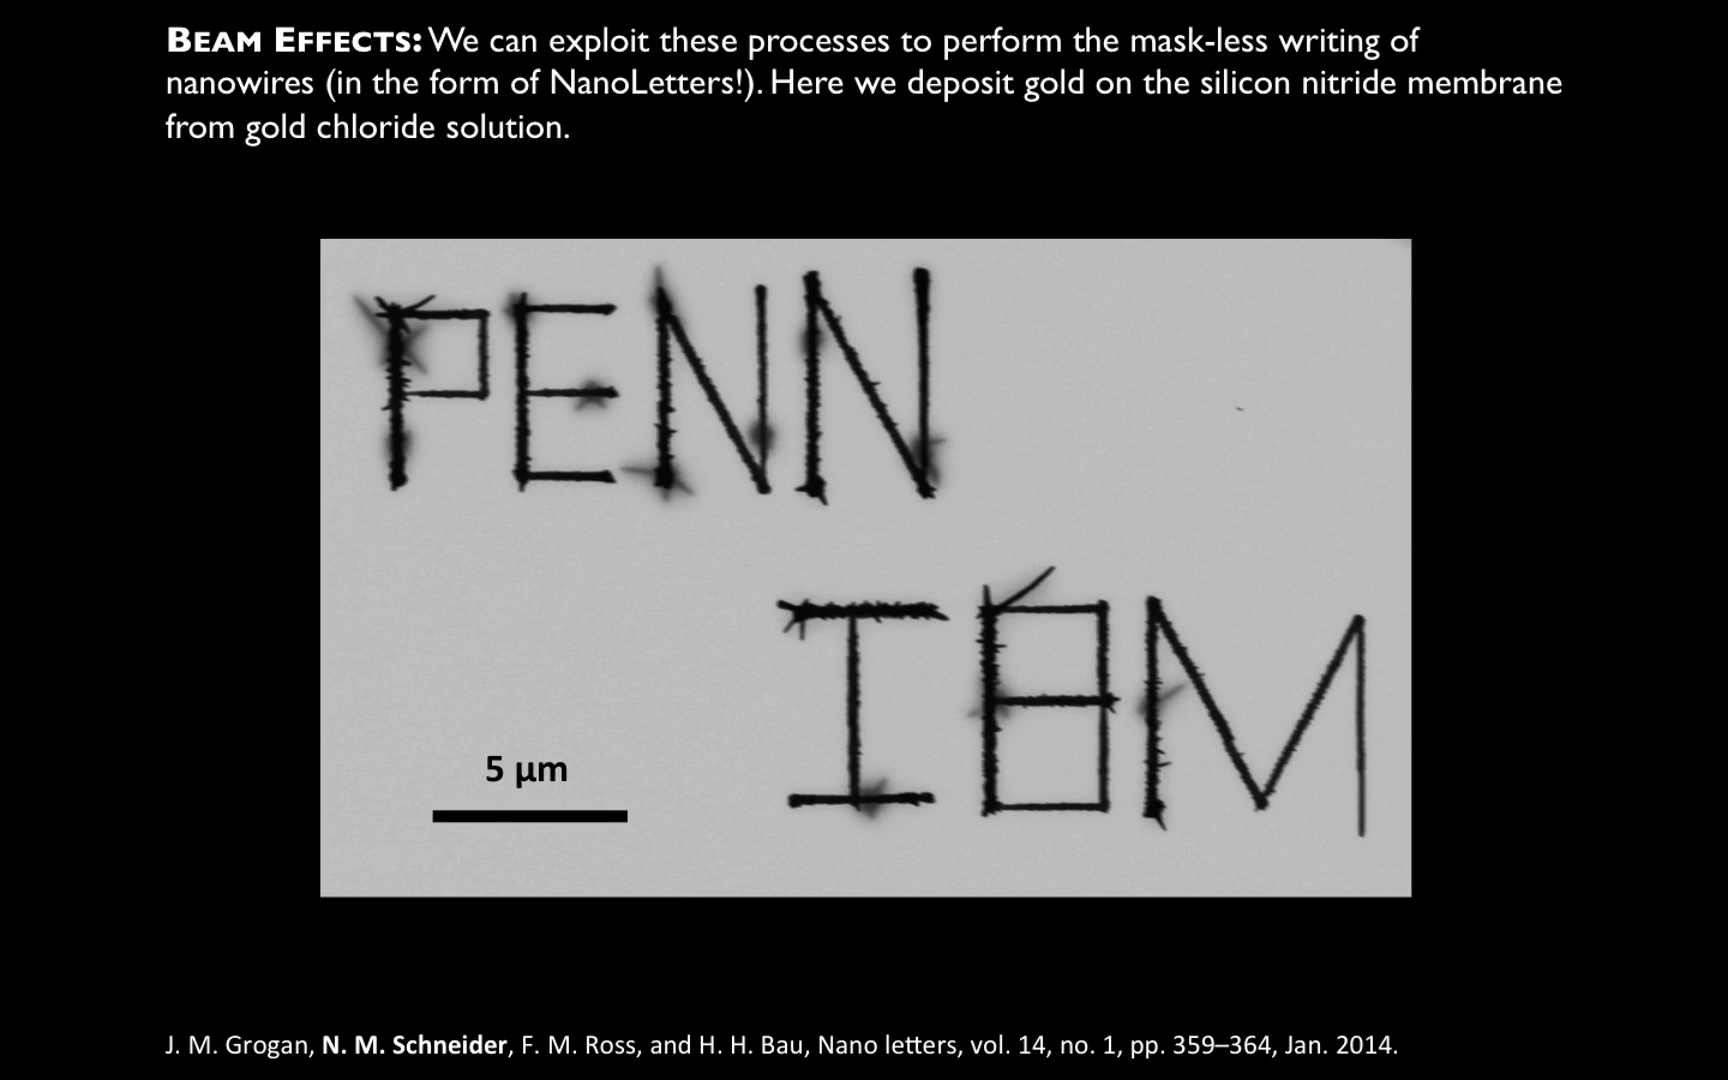 BEAM EFFECTS: We can exploit these processes to perform the mask-less writing of
nanowires (in the form of NanoLetters!). Here we deposit gold on the silicon nitride membrane
from gold chloride solution.
PENN
IBM
5 µm
J. M. Grogan, N. M. Schneider, F. M. Ross, and H. H. Bau, Nano letters, vol. 14, no. 1, pp. 359–364, Jan. 2014.